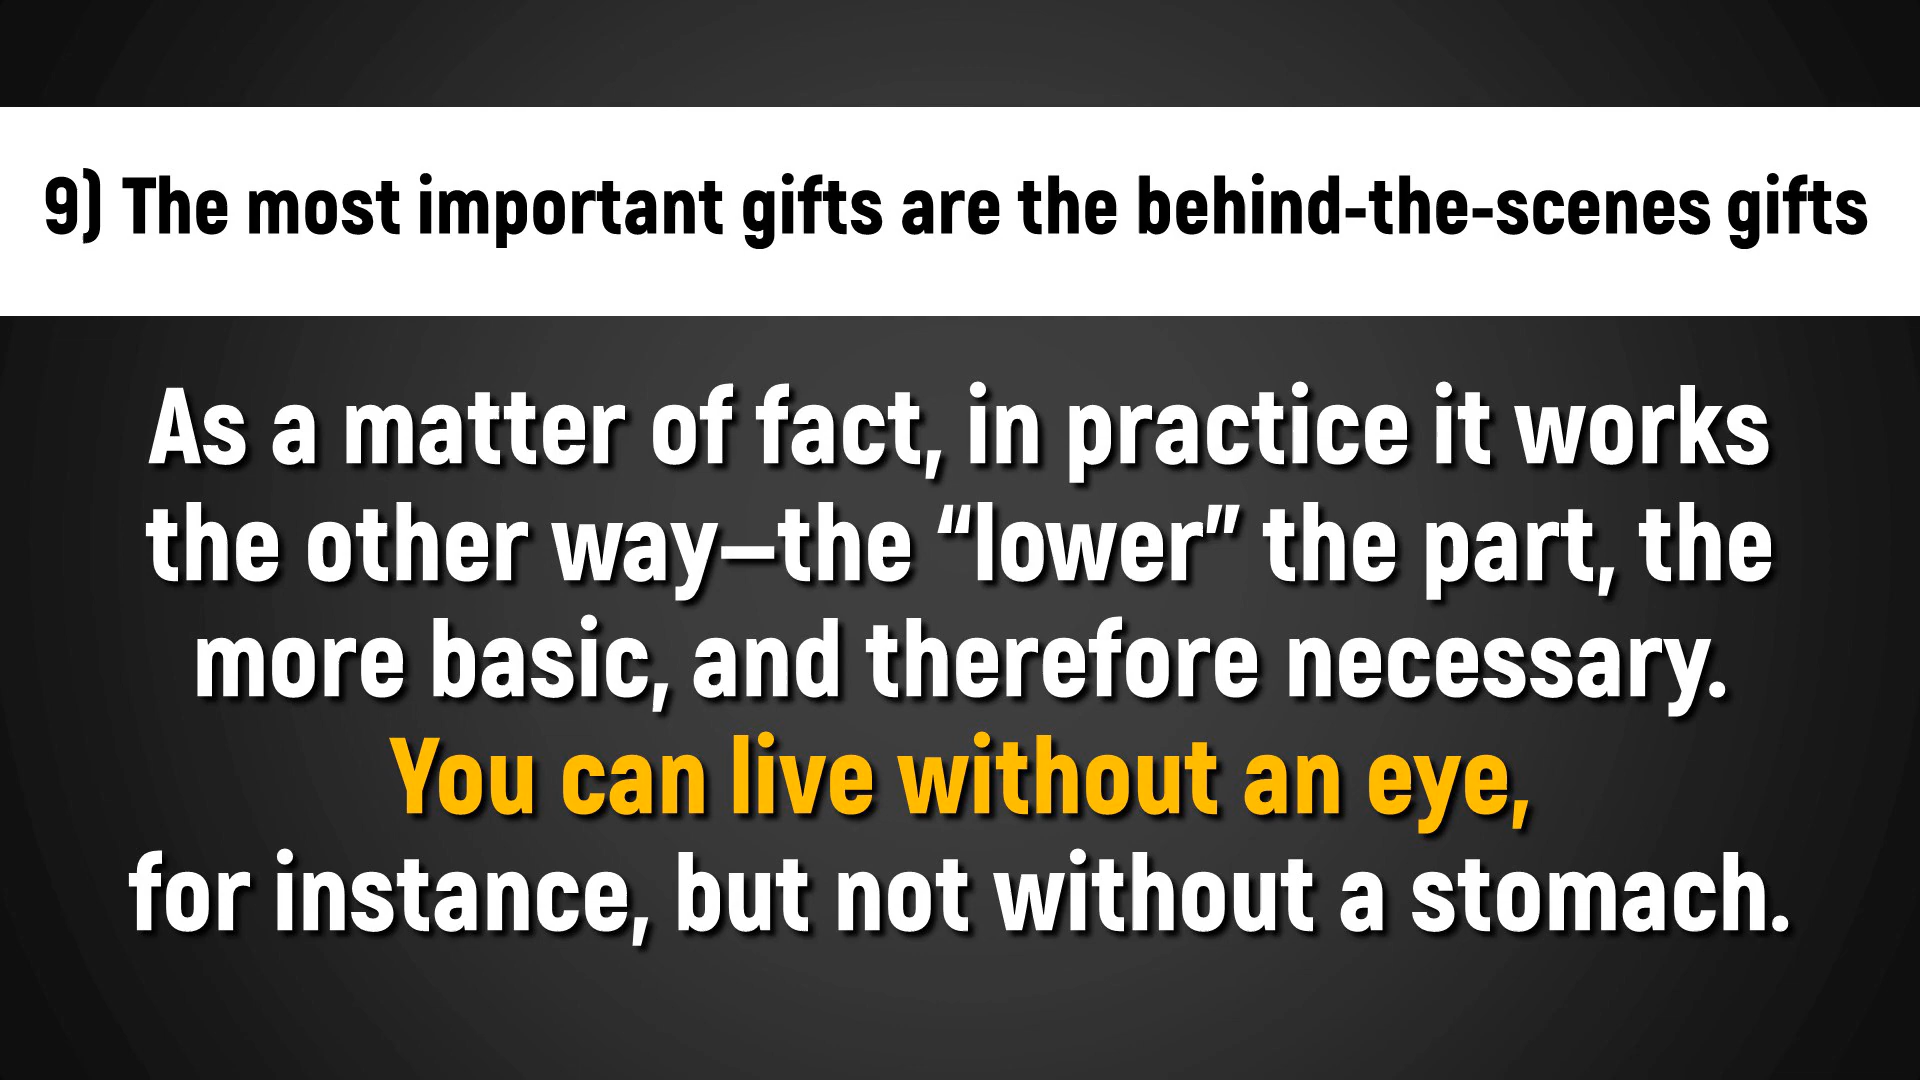 9) The most important gifts are the behind-the-scenes gifts
As a matter of fact, in practice it works
the other way—the “lower” the part, the
more basic, and therefore necessary.
You can live without an eye,
for instance, but not without a stomach.